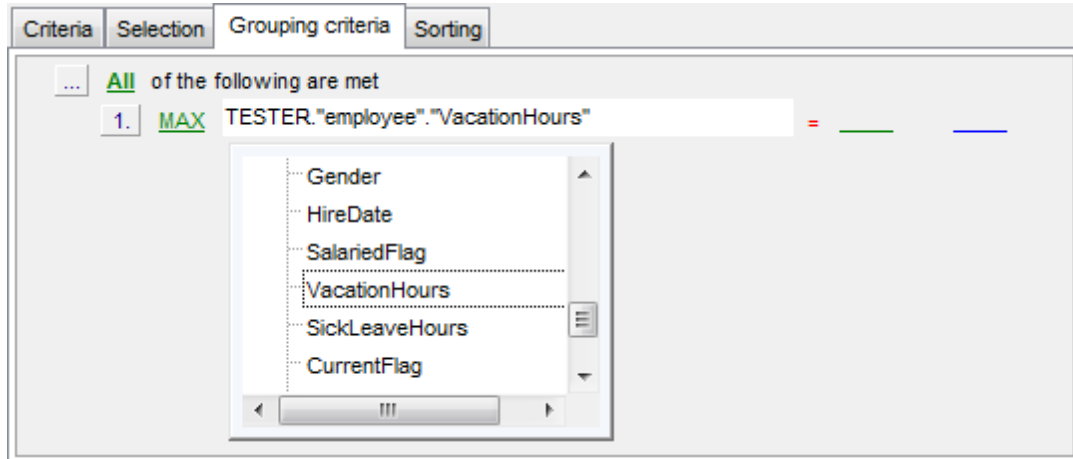 Criteria Selection Grouping criteria Sorting
... All of the following are met
1. MAX TESTER."employee"."VacationHours" =
Gender
HireDate
SalariedFlag
VacationHours
SickLeaveHours
CurrentFlag